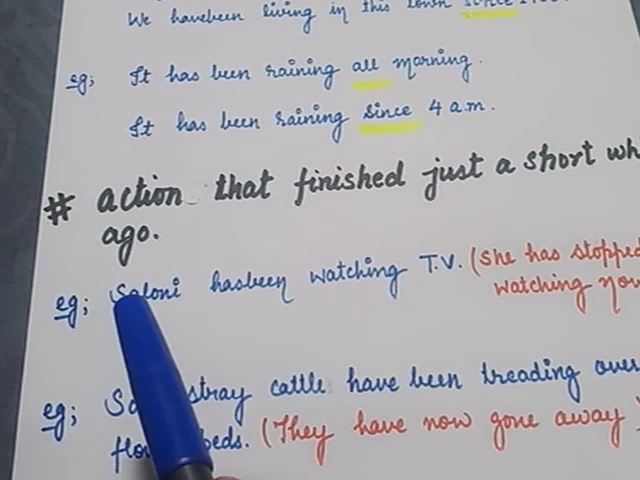 We havebeen living in this town since
eg; It has been raining all morning.
It has been raining since 4 a.m.
# action that finished just a short
ago.
eg; Saloni hasbeen watching T.V. (She has stopped
watching
eg; stray cattle have been treading over
beds. (They have now gone away)